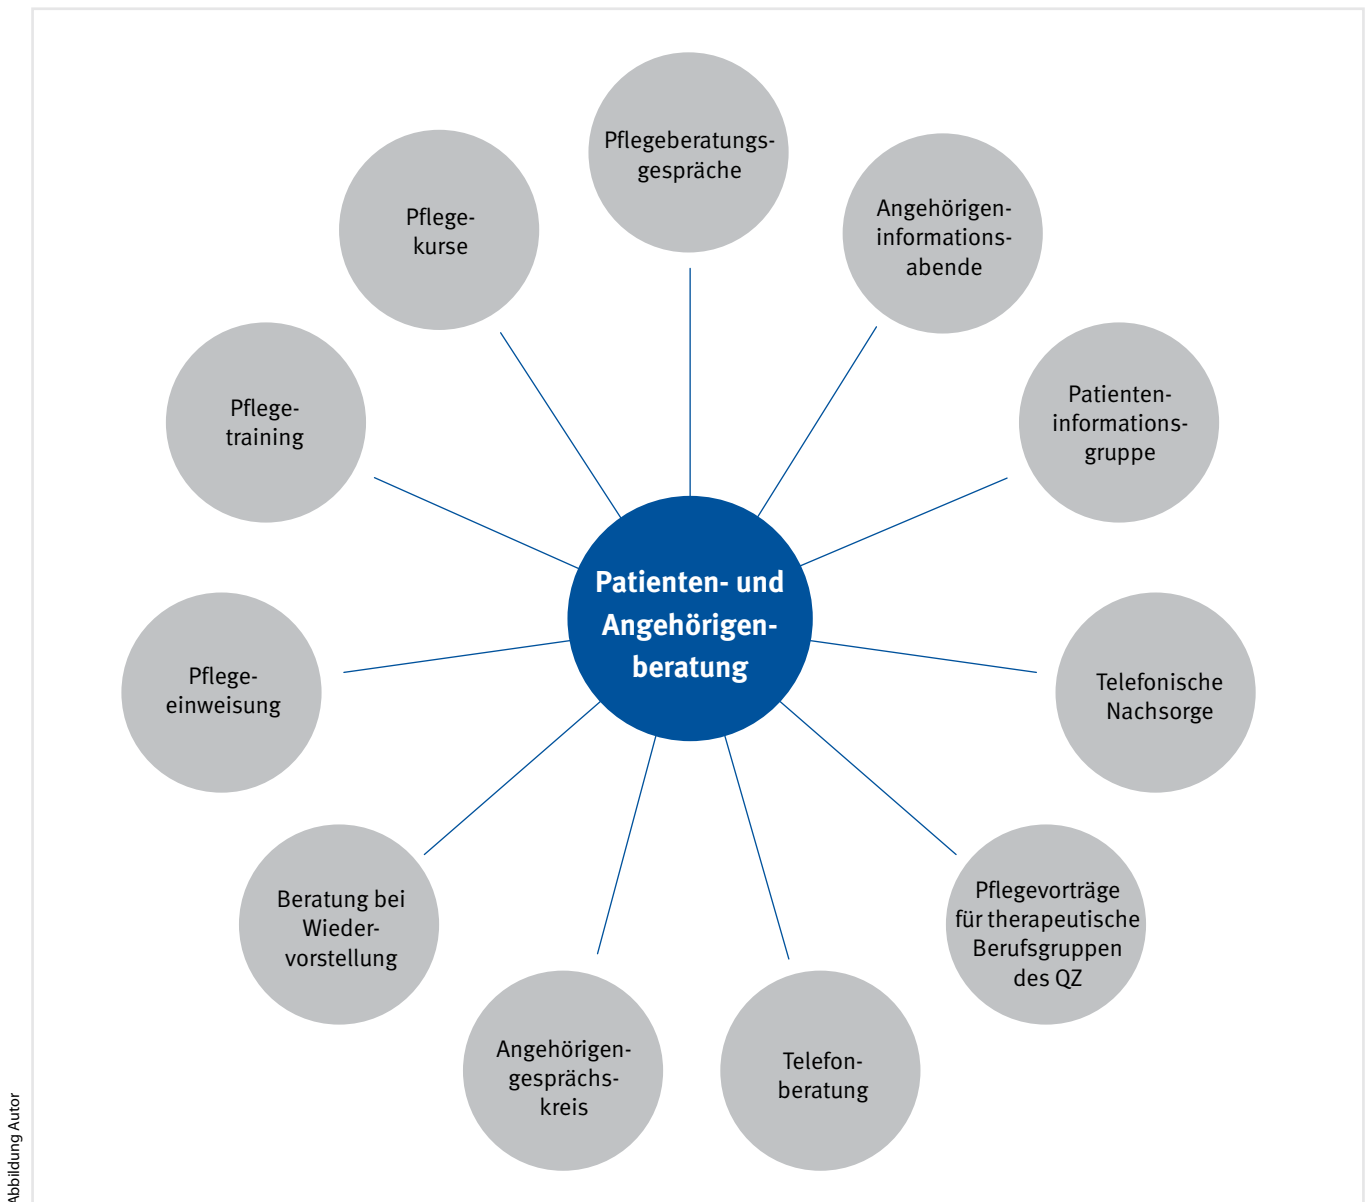 Pflegeberatungs-
gespräche
Angehörigen-
informations-
abende
Patienten-
informations-
gruppe
Telefonische
Nachsorge
Pflegevorträge
für therapeutische
Berufsgruppen
des QZ
Telefon-
beratung
Angehörigen-
gesprächs-
kreis
Beratung bei
Wieder-
vorstellung
Pflege-
einweisung
Pflege-
training
Pflege-
kurse
Patienten- und
Angehörigen-
beratung
Abbildung Autor